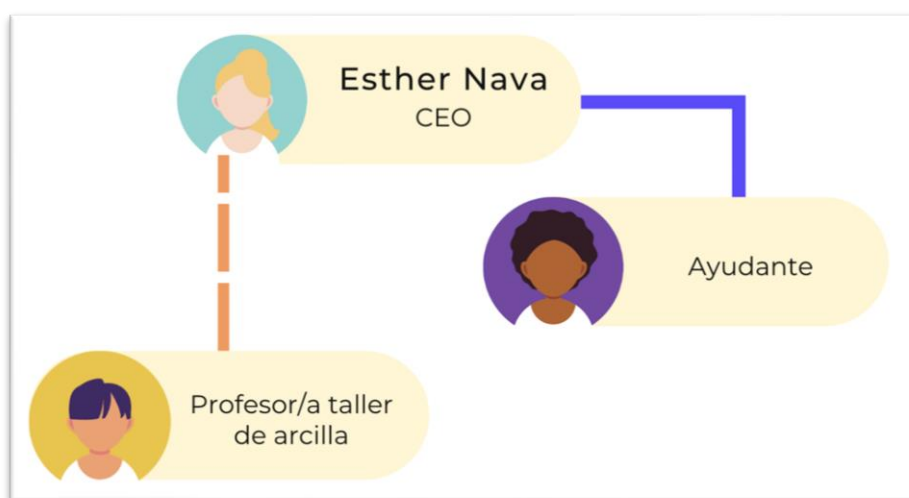 Esther Nava
CEO
Ayudante
Profesor/a taller
de arcilla